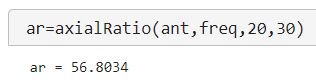 ar=axialRatio(ant,freq,20,30)
ar = 56.8034